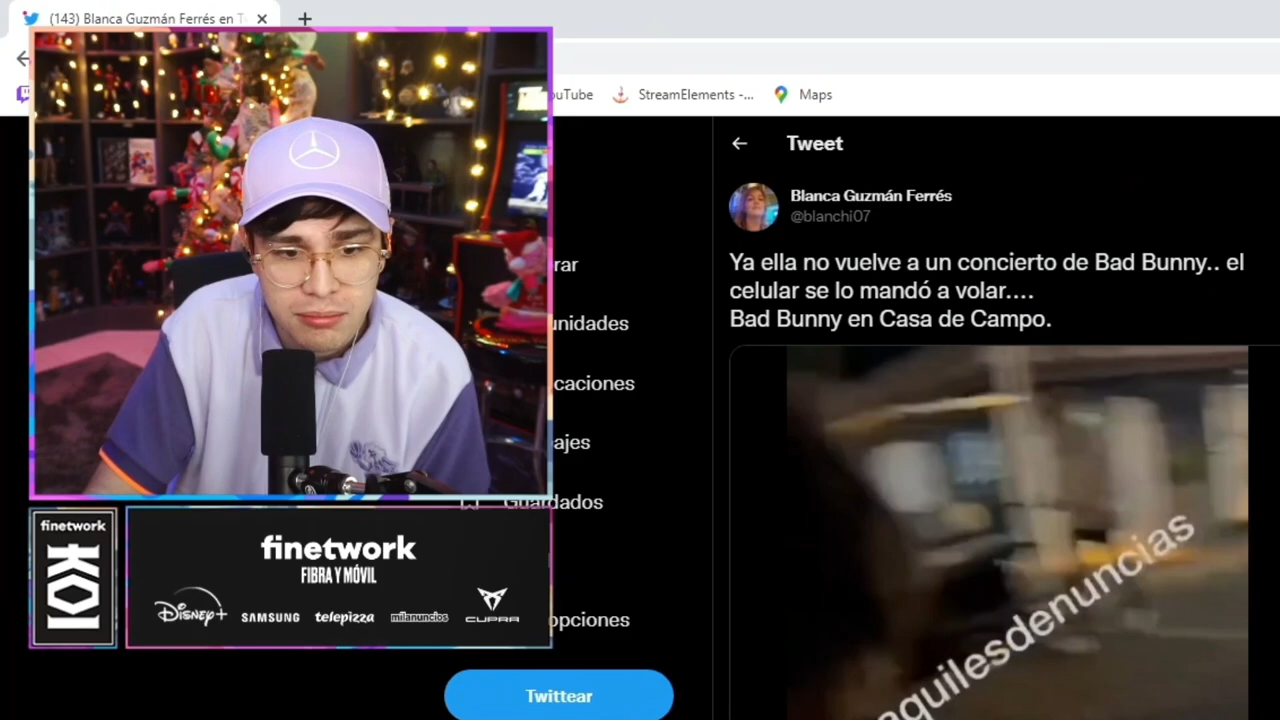 (143) Blanca Guzmán Ferrés en
ouTube
StreamElements -...
Maps
Tweet
Blanca Guzmán Ferrés
@blanchi07
Ya ella no vuelve a un concierto de Bad Bunny.. el
celular se lo mandó a volar....
Bad Bunny en Casa de Campo.
rar
unidades
caciones
ajes
Guardados
opciones
Twittear
aquilesdenuncias
finetwork
KOI
finetwork
FIBRA Y MÓVIL
Disney+
SAMSUNG
telepizza
milanuncios
CUPRA